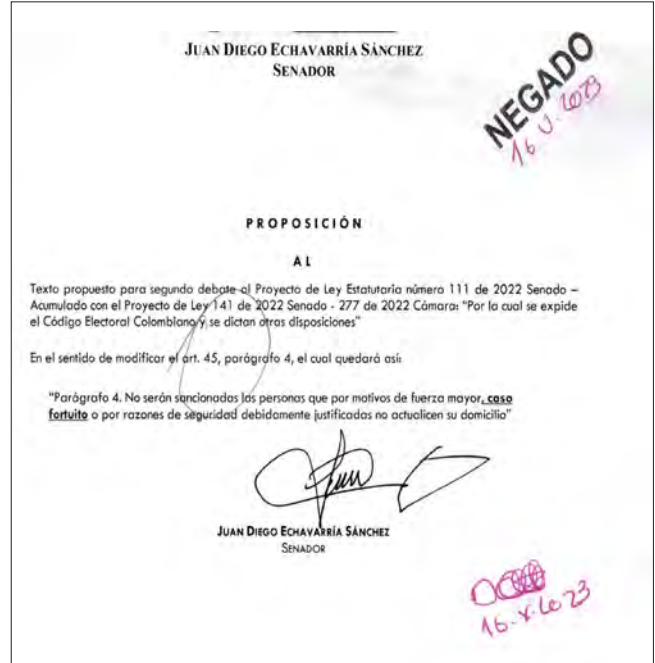 JUAN DIEGO ECHAVARRÍA SÁNCHEZ
SENADOR
NEGADO
PROPOSICIÓN
AL
Texto propuesto para segundo debate al Proyecto de Ley Estatutaria número 111 de 2022 Senado –
Acumulado con el Proyecto de Ley 141 de 2022 Senado - 277 de 2022 Cámara: "Por la cual se expide
el Código Electoral Colombiano y se dictan otras disposiciones"
En el sentido de modificar el art. 45, parágrafo 4, el cual quedará así:
"Parágrafo 4. No serán sancionadas las personas que por motivos de fuerza mayor, caso
fortuito o por razones de seguridad debidamente justificadas no actualicen su domicilio"
JUAN DIEGO ECHAVARRÍA SÁNCHEZ
SENADOR